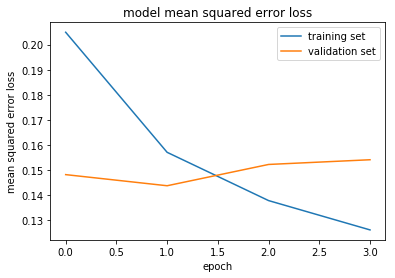 model mean squared error loss
training set
validation set
mean squared error loss
0.20
0.19
0.18
0.17
0.16
0.15
0.14
0.13
0.0 0.5 1.0 1.5 2.0 2.5 3.0
epoch